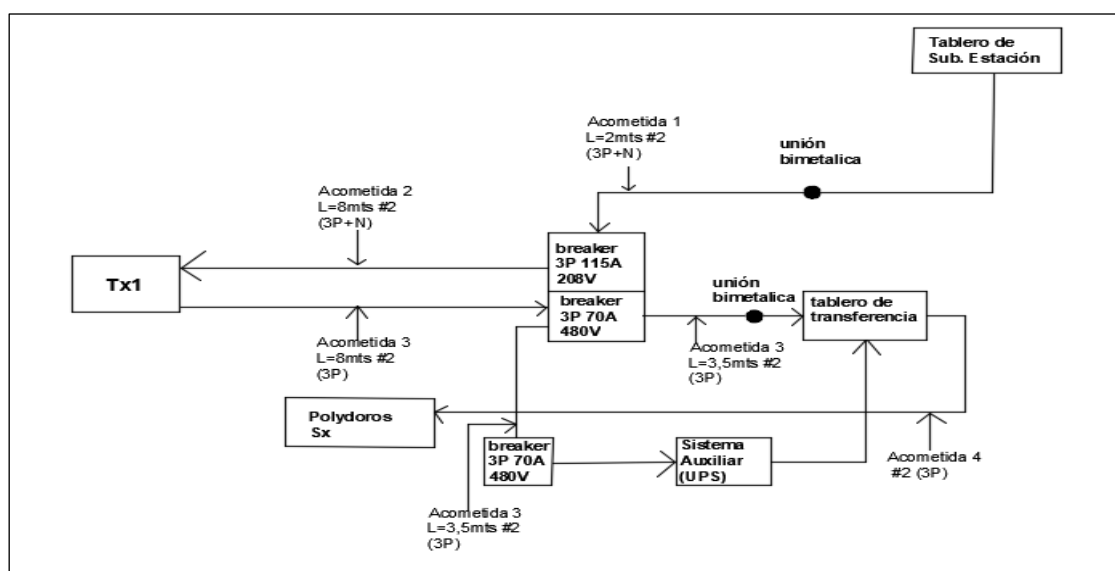 Tablero de
Sub. Estación
Acometida 1
L=2mts #2
(3P+N)
unión
bimetalica
Acometida 2
L=8mts #2
(3P+N)
breaker
3P 115A
208V
Tx1
breaker
3P 70A
480V
unión
bimetalica
tablero de
transferencia
Acometida 3
L=8mts #2
(3P)
Acometida 3
L=3,5mts #2
(3P)
Polydoros
Sx
breaker
3P 70A
480V
Sistema
Auxiliar
(UPS)
Acometida 4
#2 (3P)
Acometida 3
L=3,5mts #2
(3P)